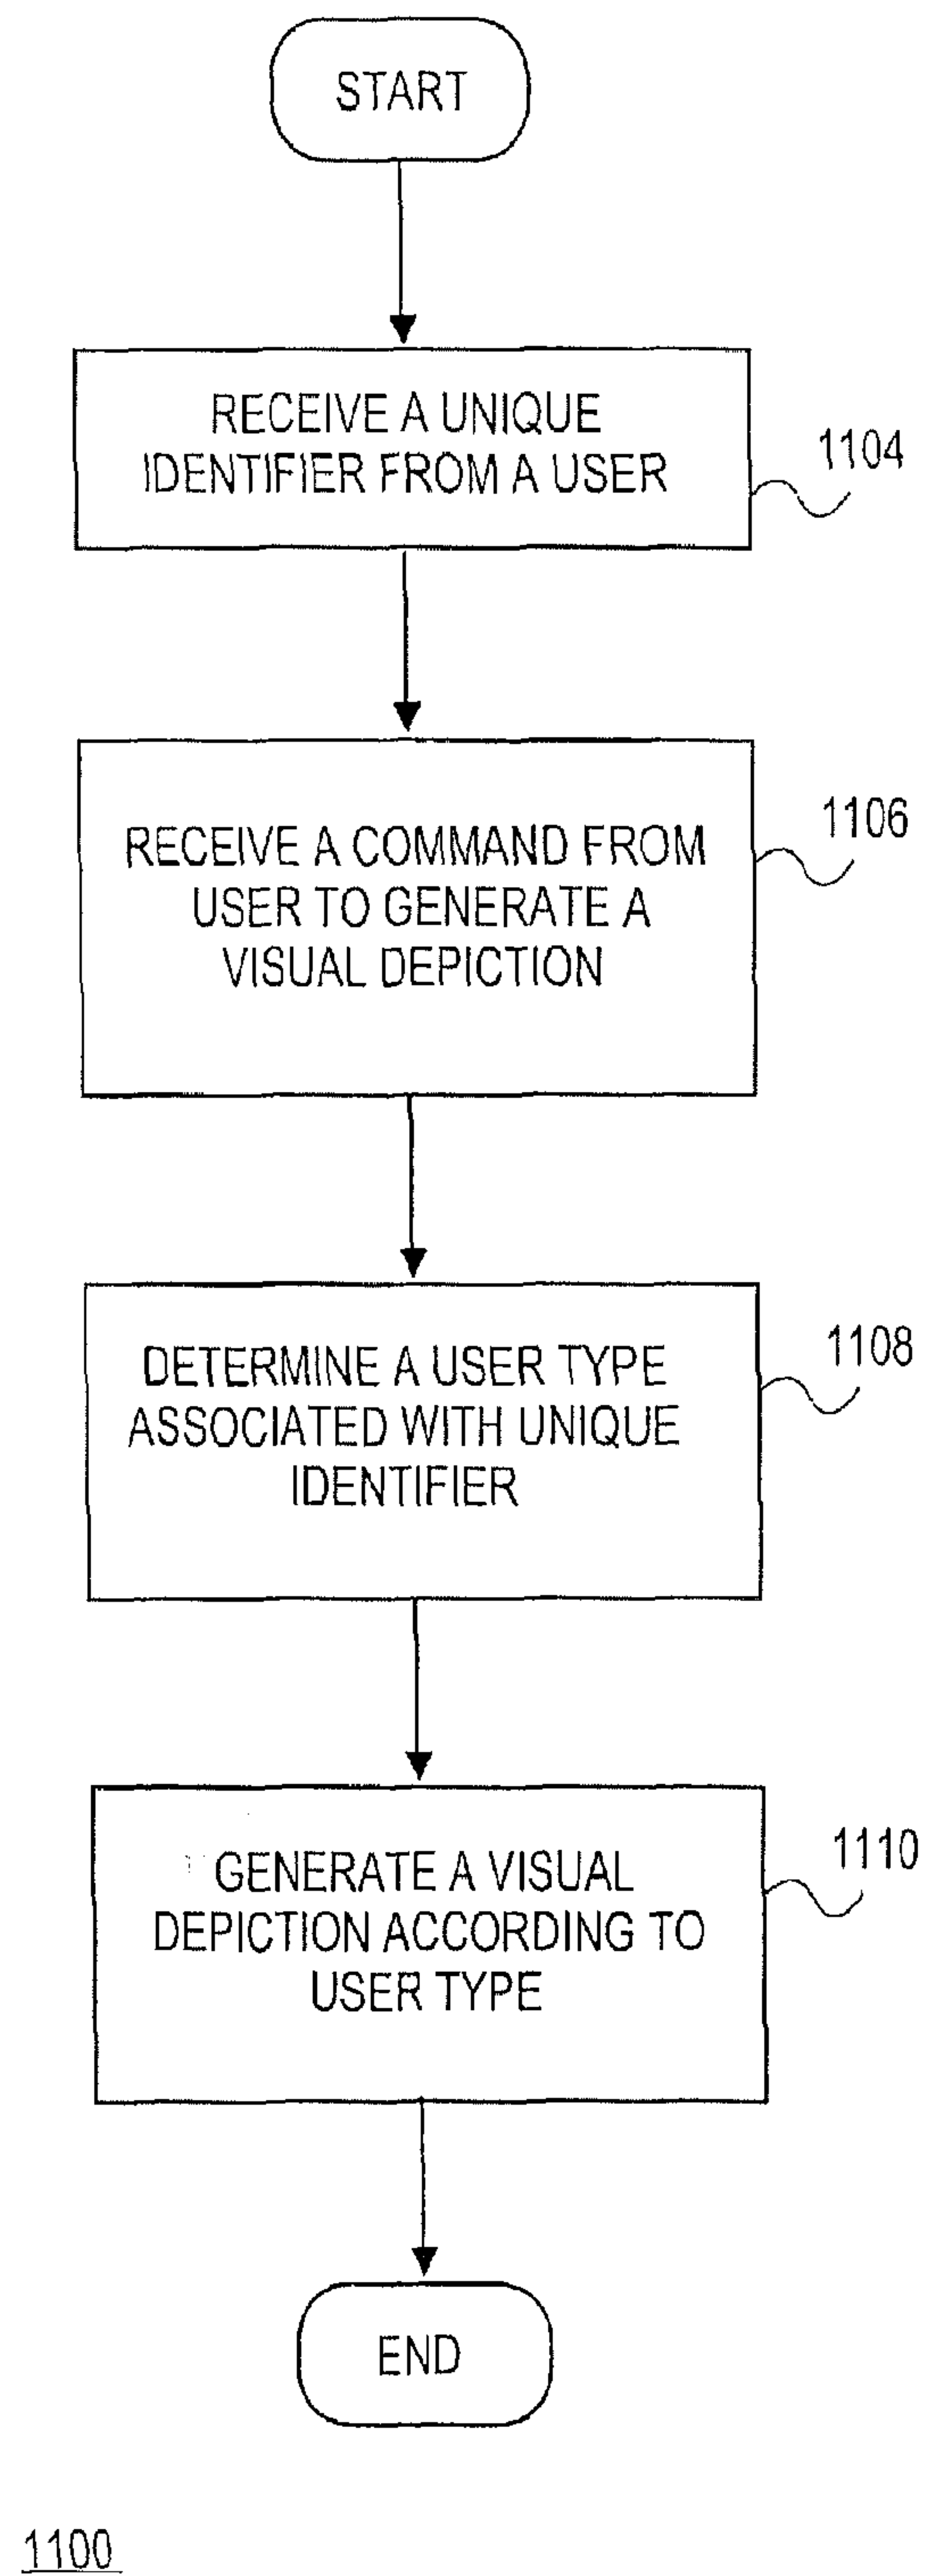 START
RECEIVE A UNIQUE
IDENTIFIER FROM A USER
1104
RECEIVE A COMMAND FROM
USER TO GENERATE A
VISUAL DEPICTION
1106
DETERMINE A USER TYPE
ASSOCIATED WITH UNIQUE
IDENTIFIER
1108
GENERATE A VISUAL
DEPICTION ACCORDING TO
USER TYPE
1110
END
1100